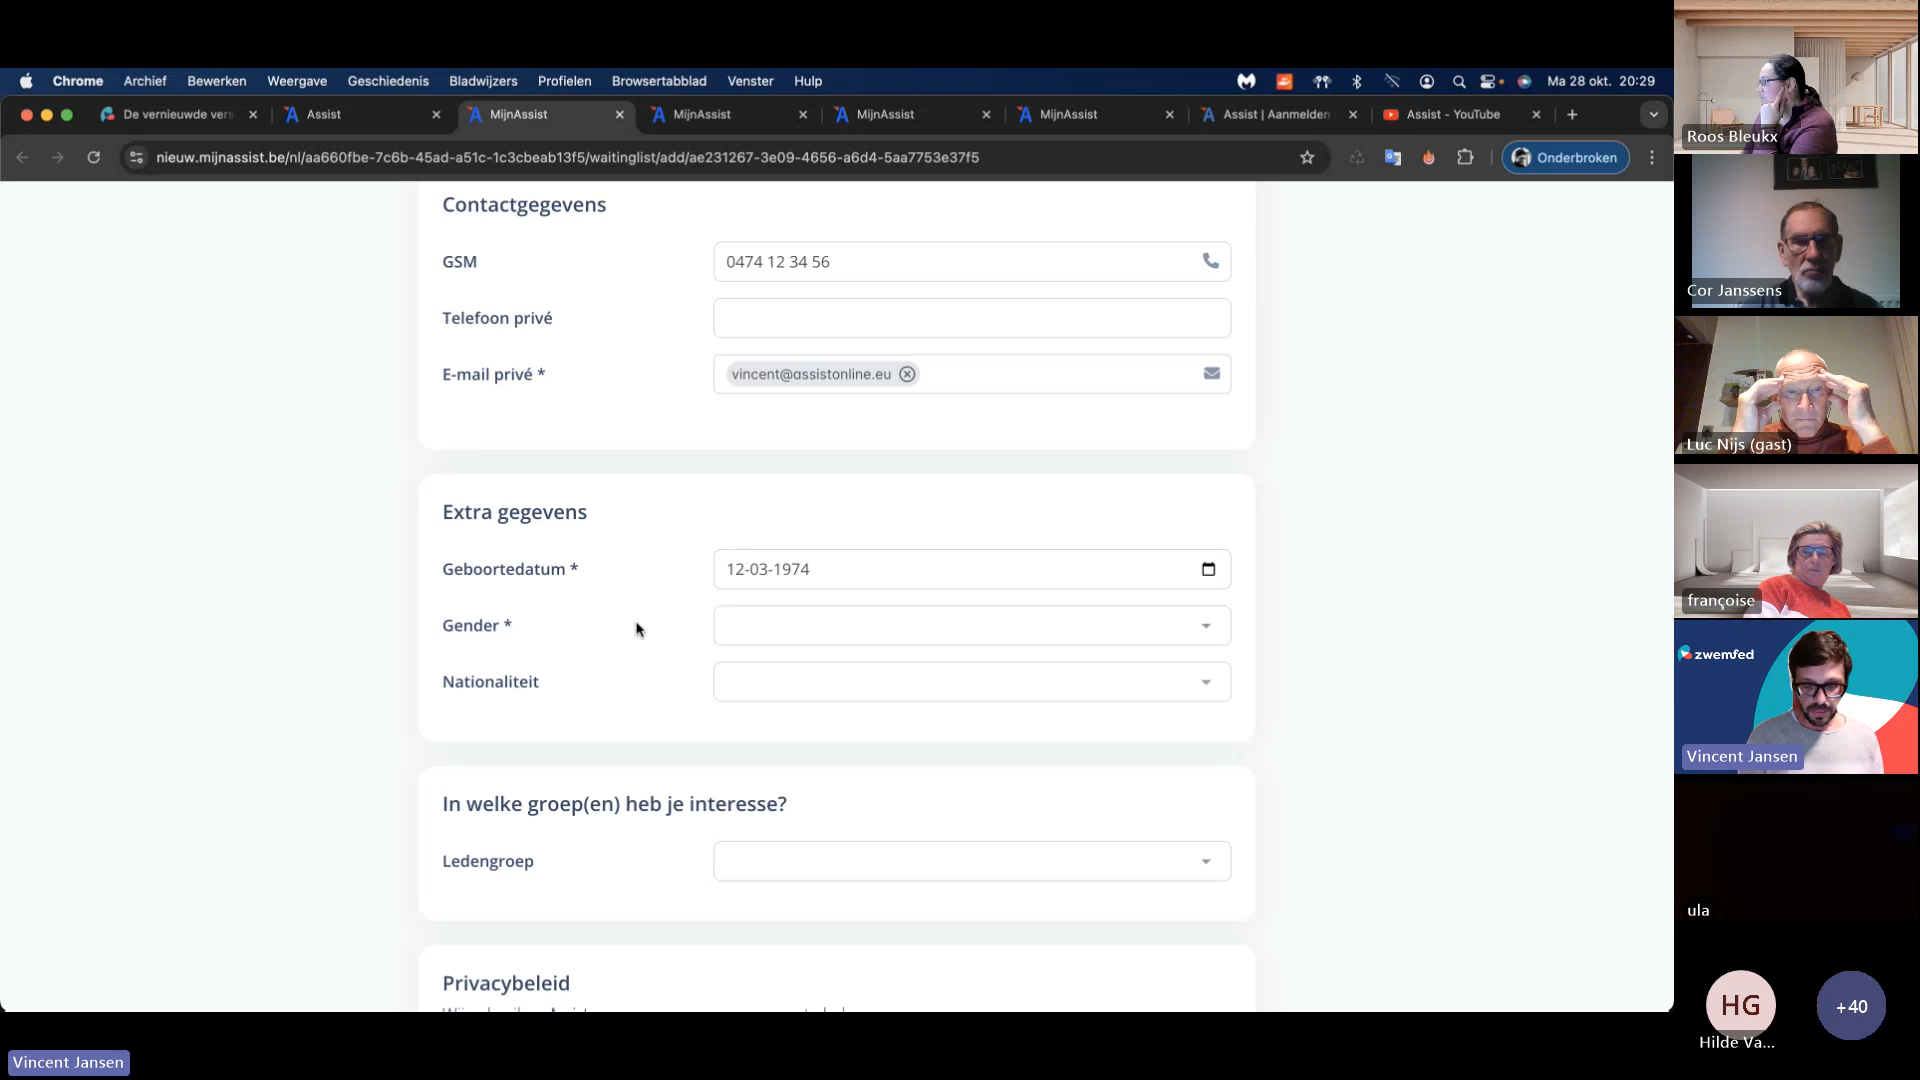 Chrome Archief Bewerken Weergave Geschiedenis Bladwijzers Profielen Browsertabblad Venster Hulp
Ma 28 okt. 20:29
De vernieuwde vers
Assist
MijnAssist
MijnAssist
MijnAssist
MijnAssist
Assist | Aanmelden
Assist - YouTube
nieuw.mijnassist.be/nl/aa660fbe-7c6b-45ad-a51c-1c3cbeab13f5/waitinglist/add/ae231267-3e09-4656-a6d4-5aa7753e37f5
Onderbroken
Contactgegevens
GSM
0474 12 34 56
Telefoon privé
E-mail privé *
vincent@assistonline.eu
Extra gegevens
Geboortedatum *
12-03-1974
Gender *
Nationaliteit
In welke groep(en) heb je interesse?
Ledengroep
Privacybeleid
Roos Bleukx
Cor Janssens
Luc Nijs (gast)
françoise
zwemfed
Vincent Jansen
ula
HG
Hilde Va...
+40
Vincent Jansen